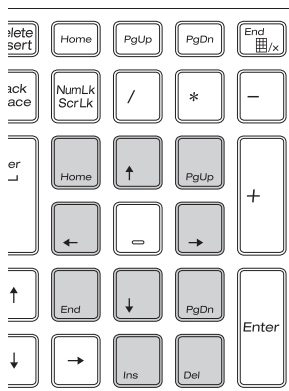 elete
sert
Home
PgUp
PgDn
End
/x
ack
ace
NumLk
ScrLk
/
*
-
er
Home
↑
PgUp
+
←
→
↑
End
↓
PgDn
Enter
↓
→
Ins
Del